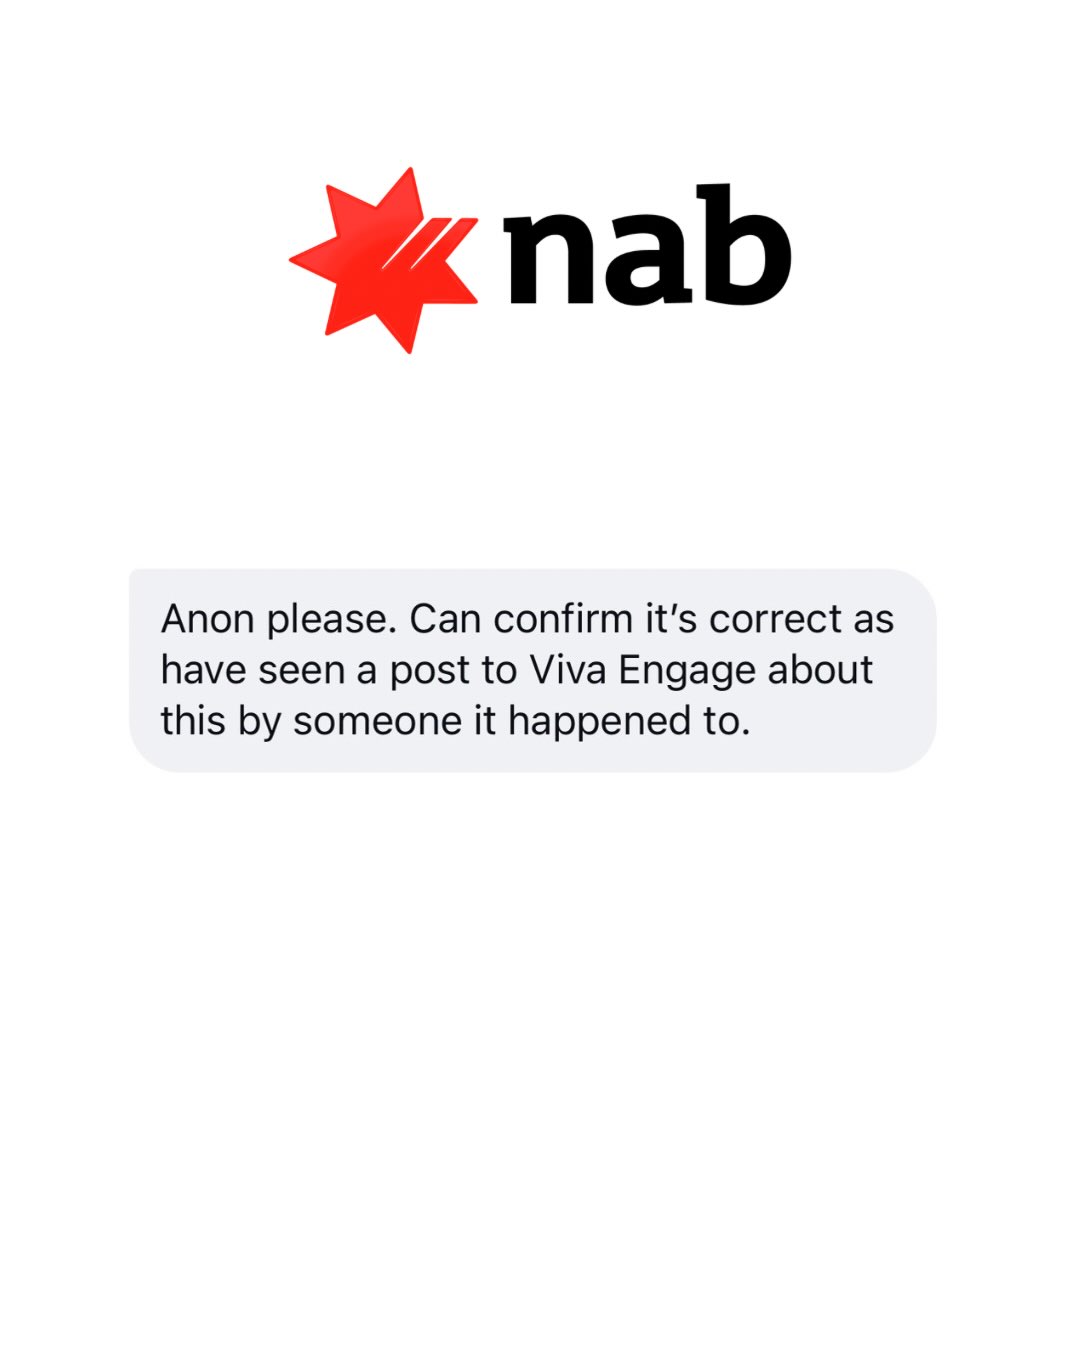 nab
Anon please. Can confirm it’s correct as
have seen a post to Viva Engage about
this by someone it happened to.